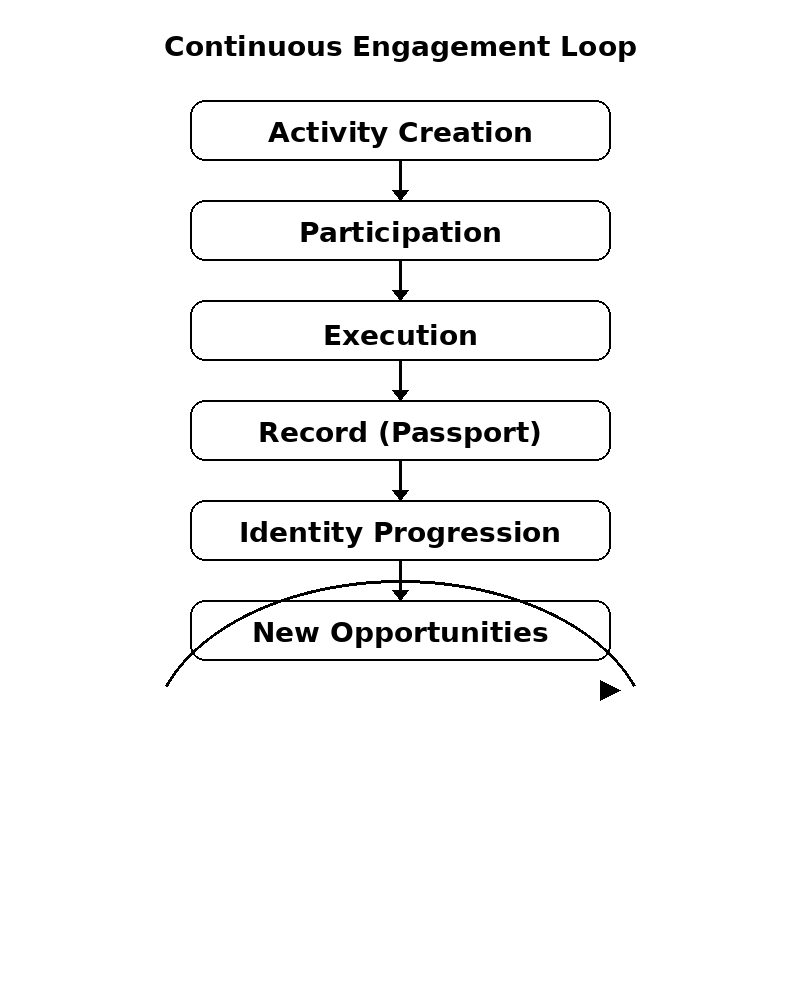 Continuous Engagement Loop
Activity Creation
Participation
Execution
Record (Passport)
Identity Progression
New Opportunities